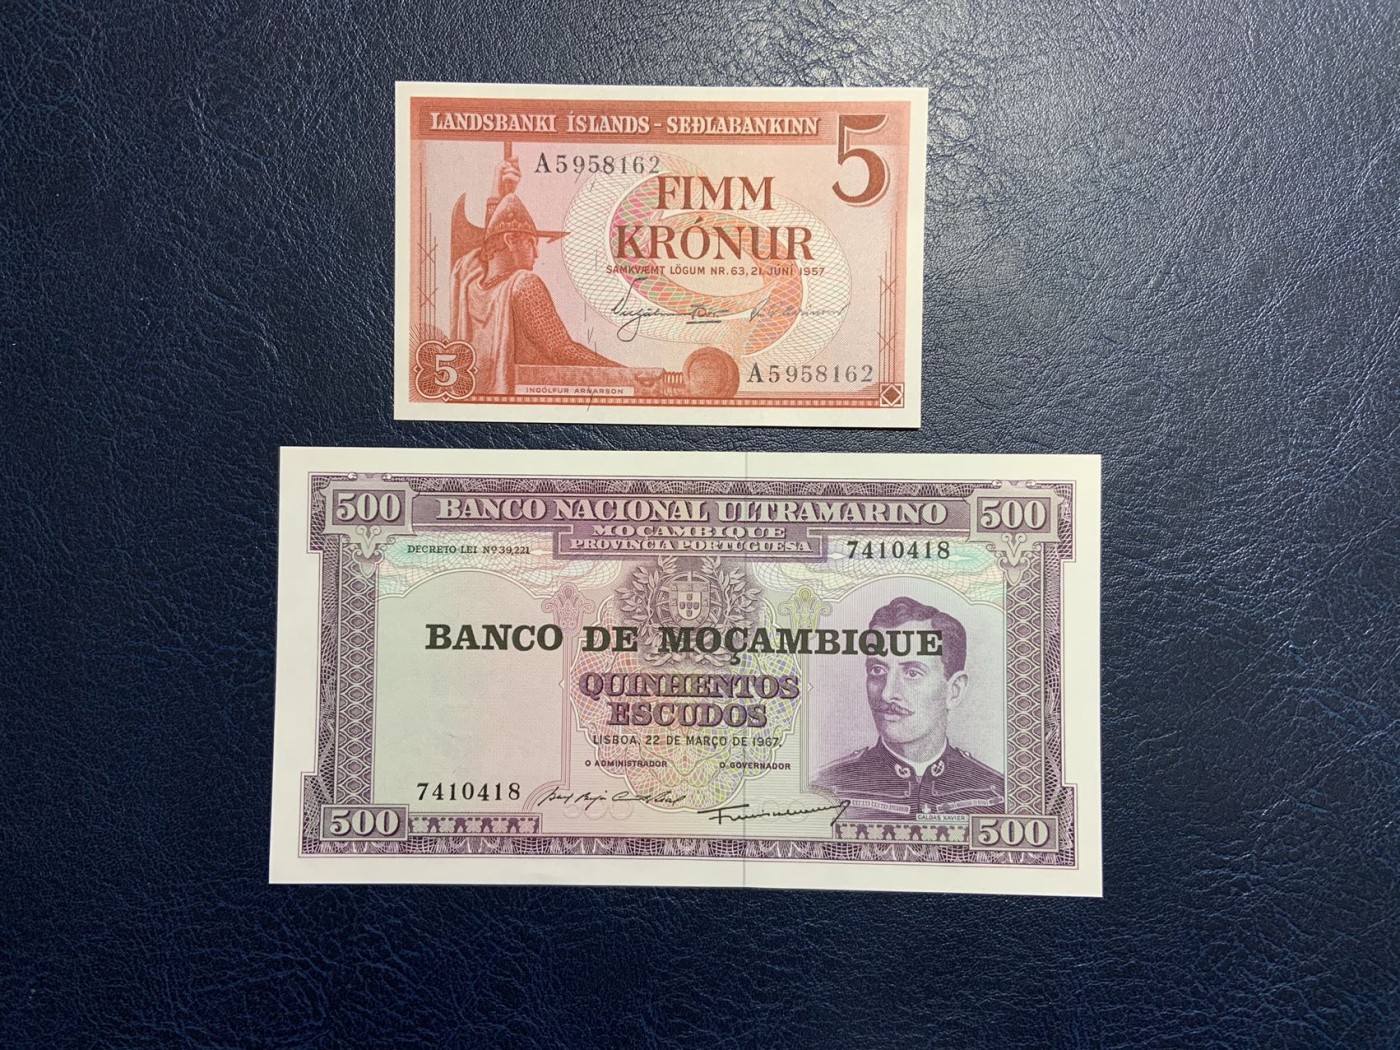 LANDSBANKI ÍSLANDS - SEÐLABANKINN
5
A5958162
FIMM
KRÓNUR
SAMKVÆMT LÖGUM NR. 63, 21. JÚNI 1957
A5958162
5
INGÓLFUR ARNARSON
500
BANCO NACIONAL ULTRAMARINO
500
MOÇAMBIQUE
PROVINCIA PORTUGUESA
DECRETO-LEI Nº 39,221
7410418
BANCO DE MOÇAMBIQUE
QUINHENTOS
ESCUDOS
LISBOA, 22 DE MARÇO DE 1967.
O ADMINISTRADOR
O GOVERNADOR
7410418
CALDAS XAVIER
500
500